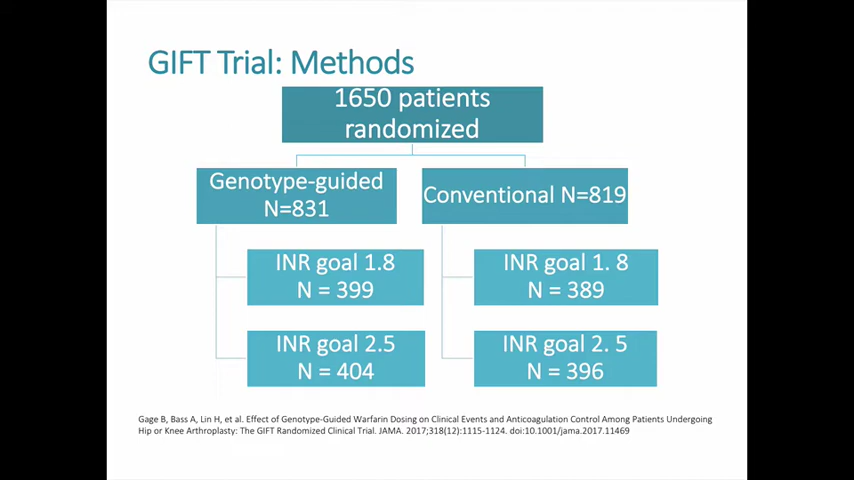 GIFT Trial: Methods
1650 patients
randomized
Genotype-guided
N=831
Conventional N=819
INR goal 1.8
N = 399
INR goal 1. 8
N = 389
INR goal 2.5
N = 404
INR goal 2. 5
N = 396
Gage B, Bass A, Lin H, et al. Effect of Genotype-Guided Warfarin Dosing on Clinical Events and Anticoagulation Control Among Patients Undergoing
Hip or Knee Arthroplasty: The GIFT Randomized Clinical Trial. JAMA. 2017;318(12):1115-1124. doi:10.1001/jama.2017.11469